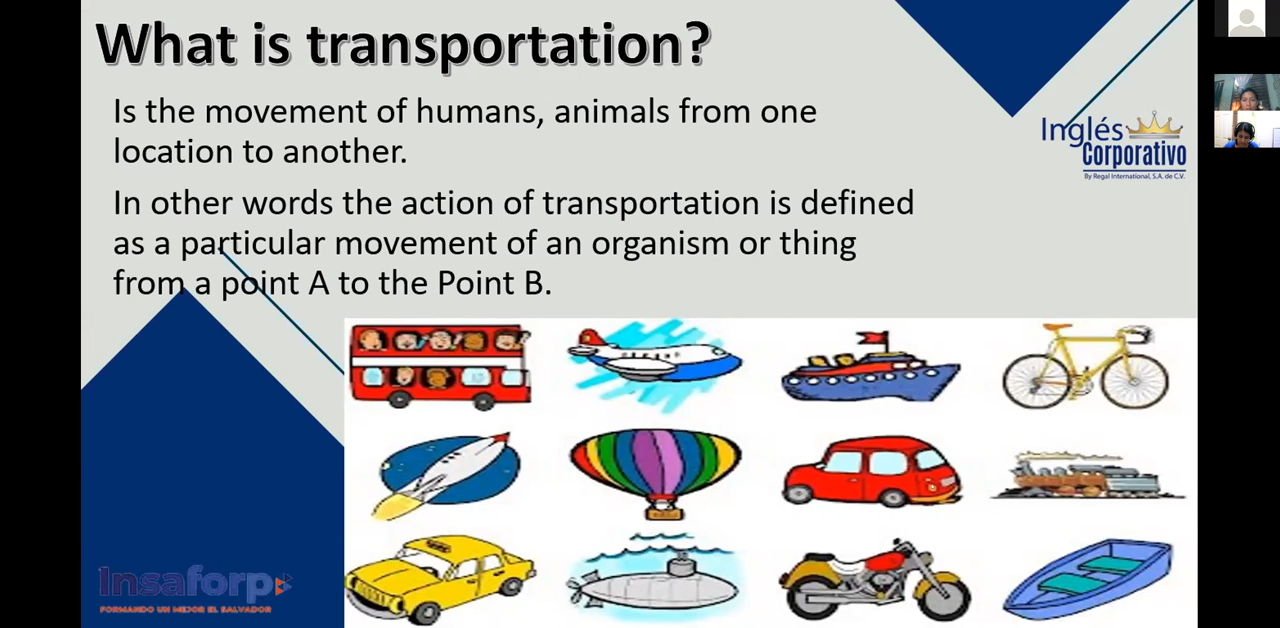 What is transportation?
Is the movement of humans, animals from one
location to another.
In other words the action of transportation is defined
as a particular movement of an organism or thing
from a point A to the Point B.
Inglés
Corporativo
By Regal International, S.A. de C.V.
Insaforp
FORMANDO UN MEJOR EL SALVADOR